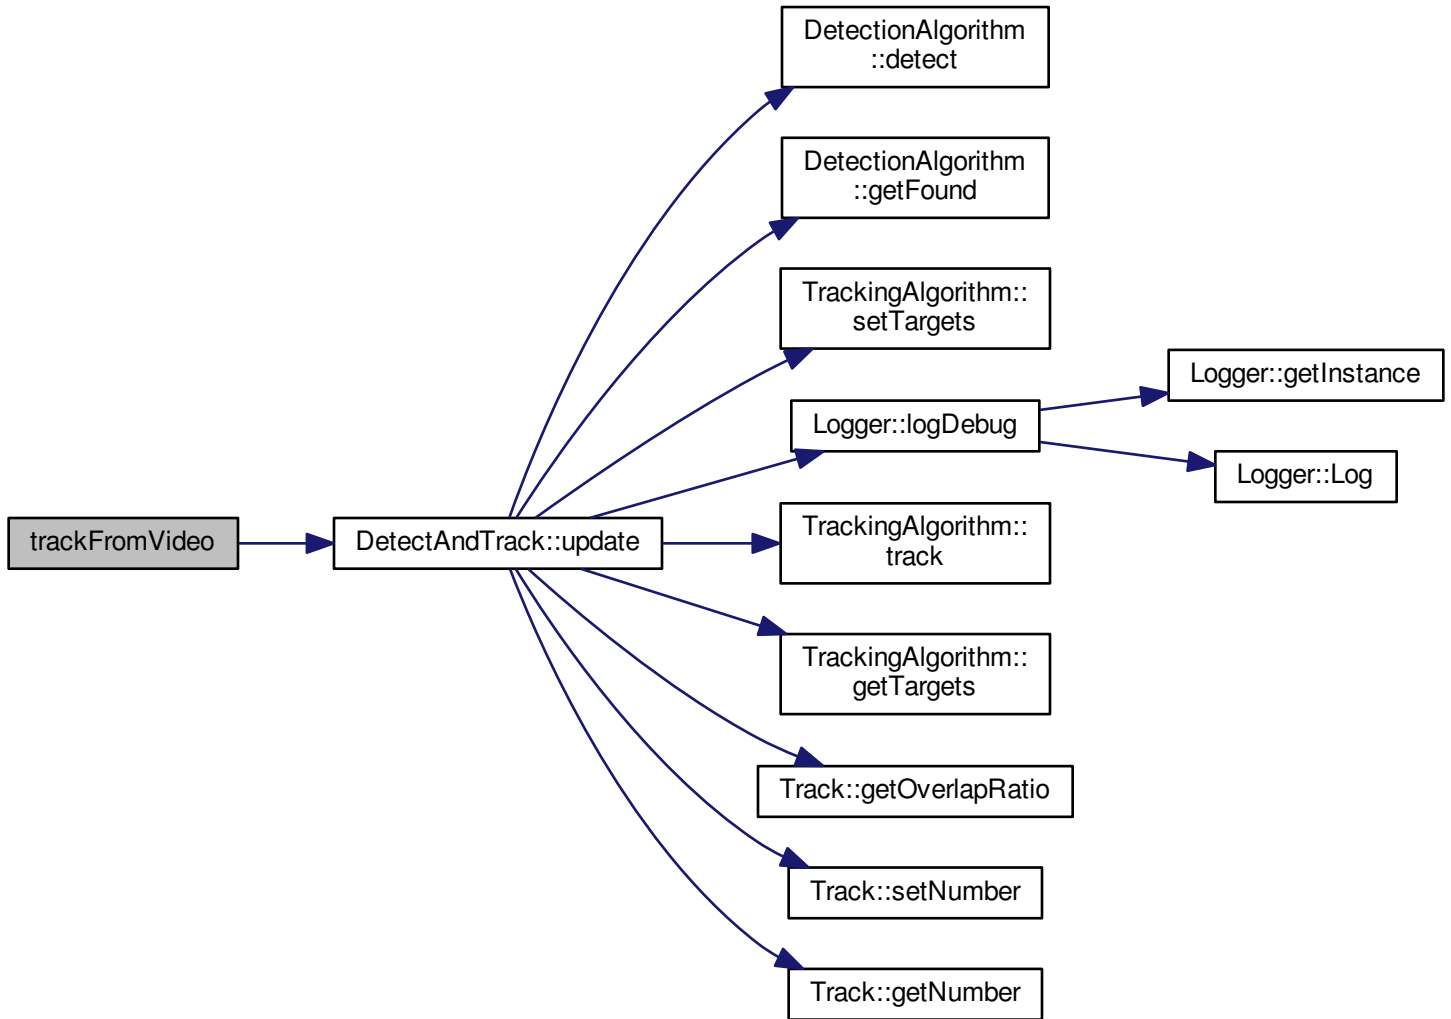 trackFromVideo
DetectAndTrack::update
DetectionAlgorithm
::detect
DetectionAlgorithm
::getFound
TrackingAlgorithm::
setTargets
Logger::logDebug
TrackingAlgorithm::
track
TrackingAlgorithm::
getTargets
Track::getOverlapRatio
Track::setNumber
Track::getNumber
Logger::getInstance
Logger::Log